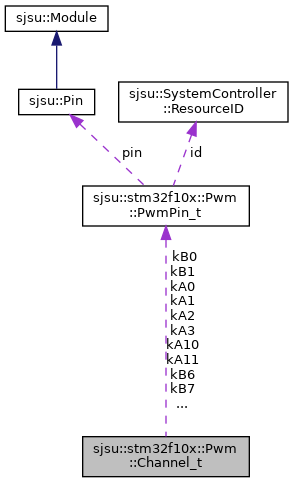 sjsu::Module
sjsu::Pin
sjsu::SystemController
::ResourceID
pin
id
sjsu::stm32f10x::Pwm
::PwmPin_t
kB0
kB1
kA0
kA1
kA2
kA3
kA10
kA11
kB6
kB7
...
sjsu::stm32f10x::Pwm
::Channel_t